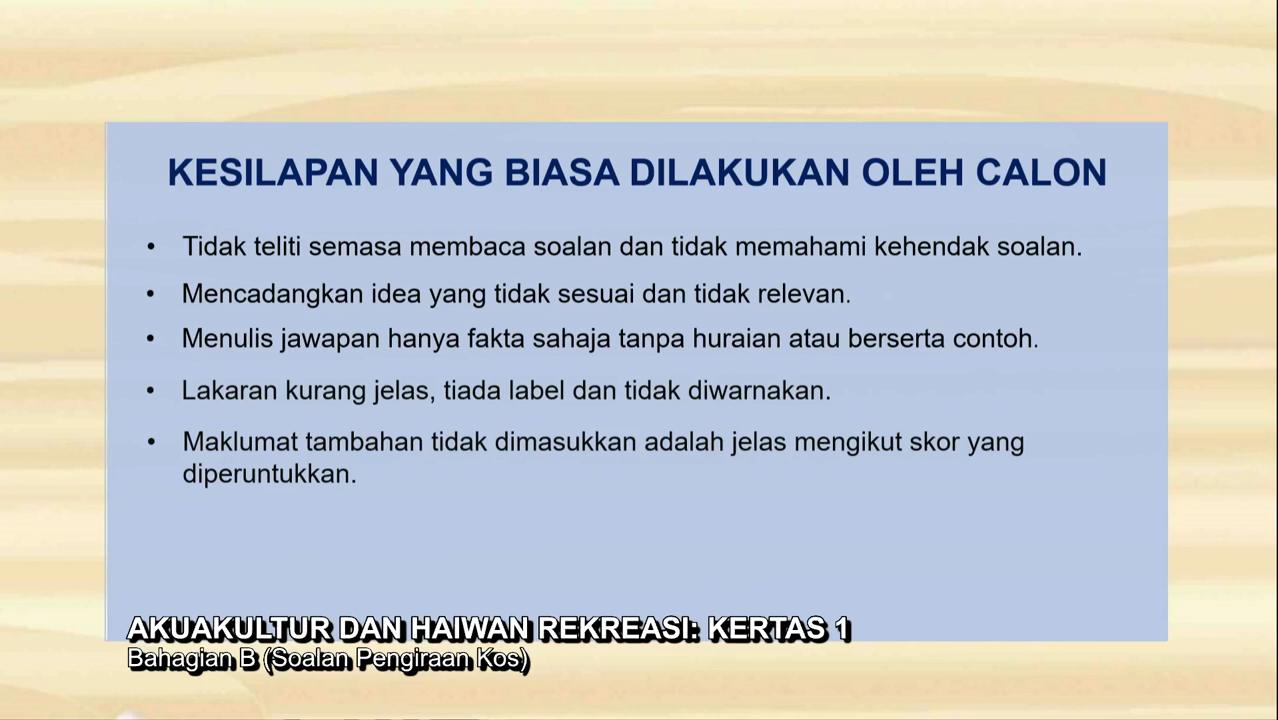 KESILAPAN YANG BIASA DILAKUKAN OLEH CALON
• Tidak teliti semasa membaca soalan dan tidak memahami kehendak soalan.
• Mencadangkan idea yang tidak sesuai dan tidak relevan.
• Menulis jawapan hanya fakta sahaja tanpa huraian atau berserta contoh.
• Lakaran kurang jelas, tiada label dan tidak diwarnakan.
• Maklumat tambahan tidak dimasukkan adalah jelas mengikut skor yang
diperuntukkan.
AKUAKULTUR DAN HAIWAN REKREASI: KERTAS 1
Bahagian B (Soalan Pengiraan Kos)